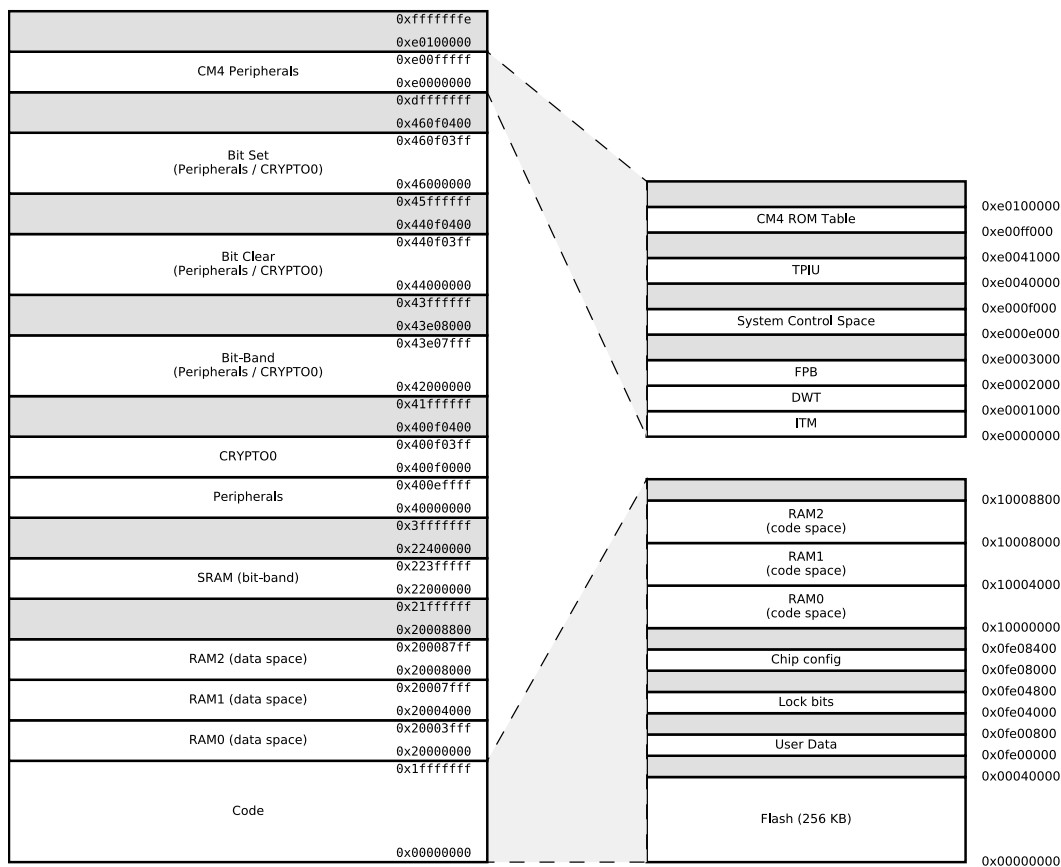 0xfffffffe
0xe0100000
0xe00fffff
CM4 Peripherals
0xe0000000
0xdfffffff
0x460f0400
0x460f03ff
Bit Set
(Peripherals / CRYPTO0)
0x46000000
0x45ffffff
0x440f0400
0x440f03ff
Bit Clear
(Peripherals / CRYPTO0)
0x44000000
0x43ffffff
0x43e08000
0x43e07fff
Bit-Band
(Peripherals / CRYPTO0)
0x42000000
0x41ffffff
0x400f0400
0x400f03ff
CRYPTO0
0x400f0000
0x400effff
Peripherals
0x40000000
0x3fffffff
0x22400000
0x223fffff
SRAM (bit-band)
0x22000000
0x21ffffff
0x20008800
0x200087ff
RAM2 (data space)
0x20008000
0x20007fff
RAM1 (data space)
0x20004000
0x20003fff
RAM0 (data space)
0x20000000
0x1fffffff
Code
0x00000000
0xe0100000
CM4 ROM Table
0xe00ff000
0xe0041000
TPIU
0xe0040000
0xe000f000
System Control Space
0xe000e000
0xe0003000
FPB
0xe0002000
DWT
0xe0001000
ITM
0xe0000000
0x10008800
RAM2
(code space)
0x10008000
RAM1
(code space)
0x10004000
RAM0
(code space)
0x10000000
0x0fe08400
Chip config
0x0fe08000
0x0fe04800
Lock bits
0x0fe04000
0x0fe00800
User Data
0x0fe00000
0x00040000
Flash (256 KB)
0x00000000